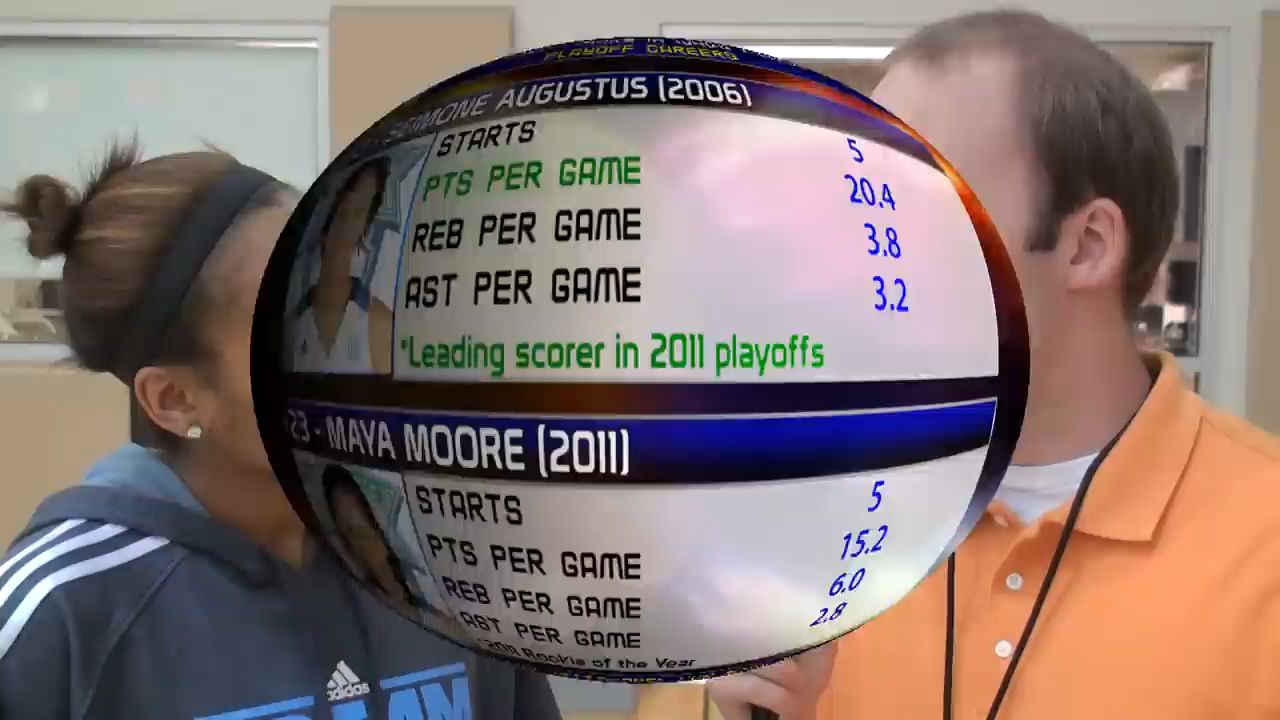 PLAYOFF CAREERS
SEIMONE AUGUSTUS (2006)
STARTS 5
PTS PER GAME 20.4
REB PER GAME 3.8
AST PER GAME 3.2
*Leading scorer in 2011 playoffs
23 - MAYA MOORE (2011)
STARTS 5
PTS PER GAME 15.2
REB PER GAME 6.0
AST PER GAME 2.8
2011 Rookie of the Year
adidas